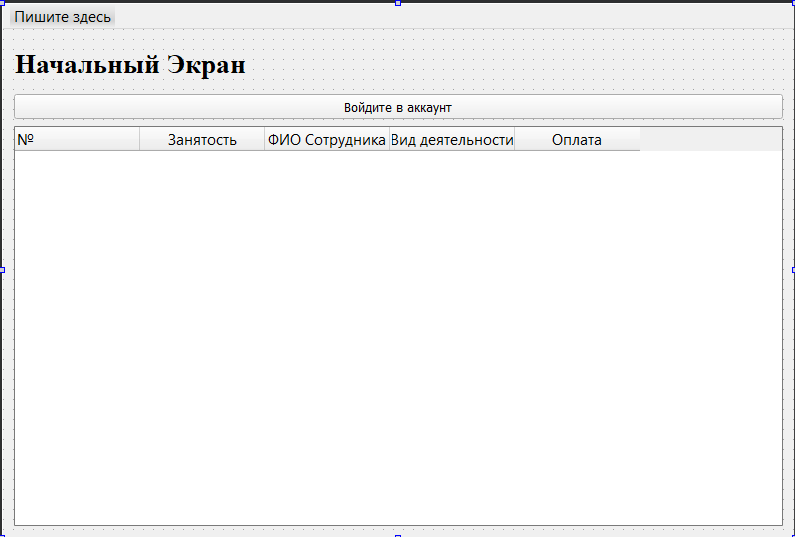 Пишите здесь
Начальный Экран
Войдите в аккаунт
№ Занятость ФИО Сотрудника Вид деятельности Оплата